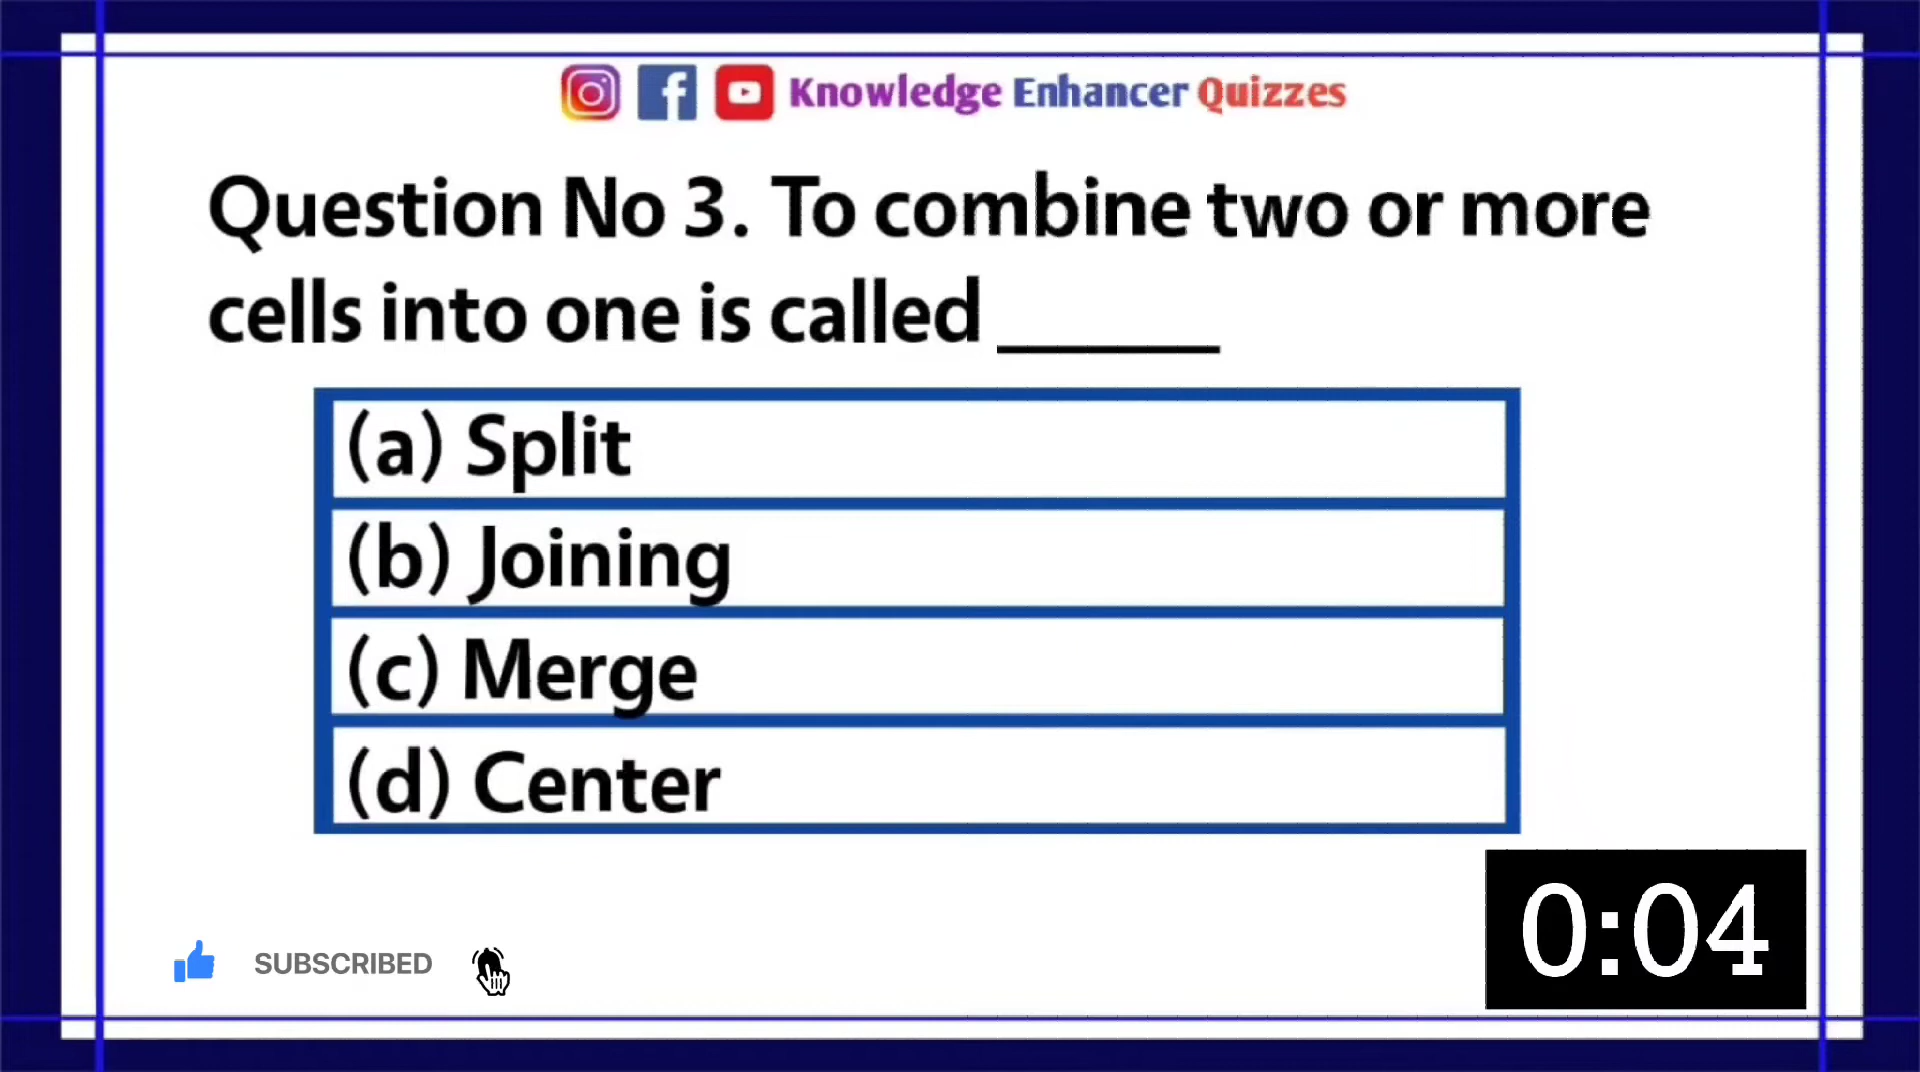 Knowledge Enhancer Quizzes
Question No 3. To combine two or more
cells into one is called ______
(a) Split
(b) Joining
(c) Merge
(d) Center
SUBSCRIBED
0:04